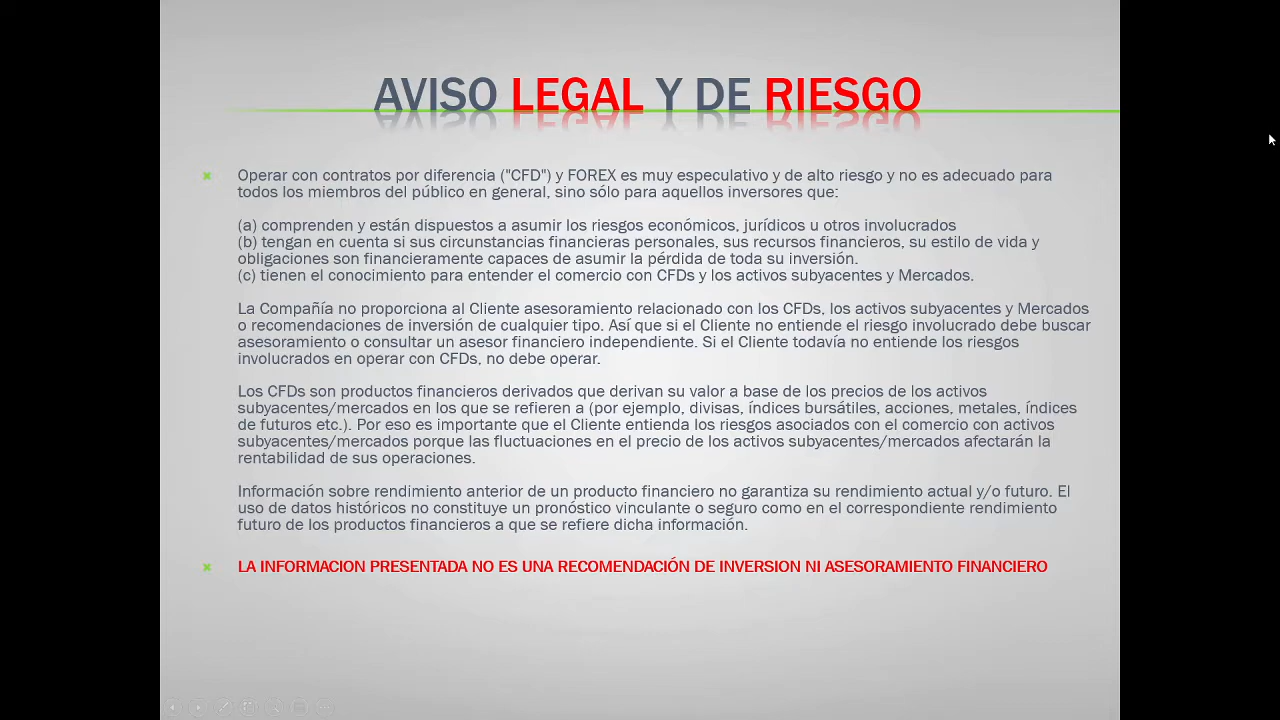 AVISO LEGAL Y DE RIESGO
Operar con contratos por diferencia ("CFD") y FOREX es muy especulativo y de alto riesgo y no es adecuado para
todos los miembros del público en general, sino sólo para aquellos inversores que:
(a) comprenden y están dispuestos a asumir los riesgos económicos, jurídicos u otros involucrados
(b) tengan en cuenta si sus circunstancias financieras personales, sus recursos financieros, su estilo de vida y
obligaciones son financieramente capaces de asumir la pérdida de toda su inversión.
(c) tienen el conocimiento para entender el comercio con CFDs y los activos subyacentes y Mercados.
La Compañía no proporciona al Cliente asesoramiento relacionado con los CFDs, los activos subyacentes y Mercados
o recomendaciones de inversión de cualquier tipo. Así que si el Cliente no entiende el riesgo involucrado debe buscar
asesoramiento o consultar un asesor financiero independiente. Si el Cliente todavía no entiende los riesgos
involucrados en operar con CFDs, no debe operar.
Los CFDs son productos financieros derivados que derivan su valor a base de los precios de los activos
subyacentes/mercados en los que se refieren a (por ejemplo, divisas, índices bursátiles, acciones, metales, índices
de futuros etc.). Por eso es importante que el Cliente entienda los riesgos asociados con el comercio con activos
subyacentes/mercados porque las fluctuaciones en el precio de los activos subyacentes/mercados afectarán la
rentabilidad de sus operaciones.
Información sobre rendimiento anterior de un producto financiero no garantiza su rendimiento actual y/o futuro. El
uso de datos históricos no constituye un pronóstico vinculante o seguro como en el correspondiente rendimiento
futuro de los productos financieros a que se refiere dicha información.
LA INFORMACION PRESENTADA NO ES UNA RECOMENDACIÓN DE INVERSION NI ASESORAMIENTO FINANCIERO